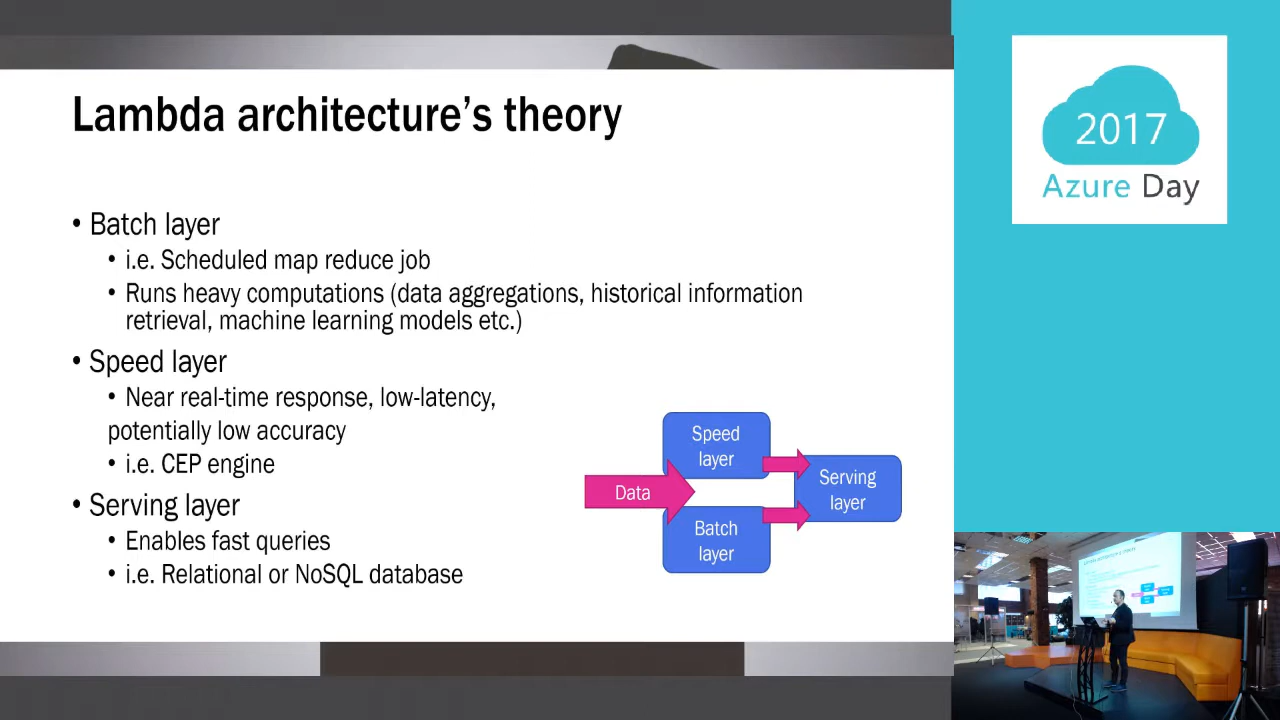 Lambda architecture's theory
• Batch layer
• i.e. Scheduled map reduce job
• Runs heavy computations (data aggregations, historical information
retrieval, machine learning models etc.)
• Speed layer
• Near real-time response, low-latency,
potentially low accuracy
• i.e. CEP engine
• Serving layer
• Enables fast queries
• i.e. Relational or NoSQL database
Data
Speed
layer
Batch
layer
Serving
layer
2017
Azure Day